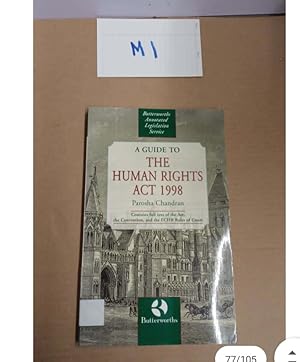 M1
Butterworths
Annotated
Legislation
Service
A GUIDE TO
THE
HUMAN RIGHTS
ACT 1998
Parosha Chandran
Contains full text of the Act,
the Convention, and the ECHR Rules of Court
Butterworths
77/105